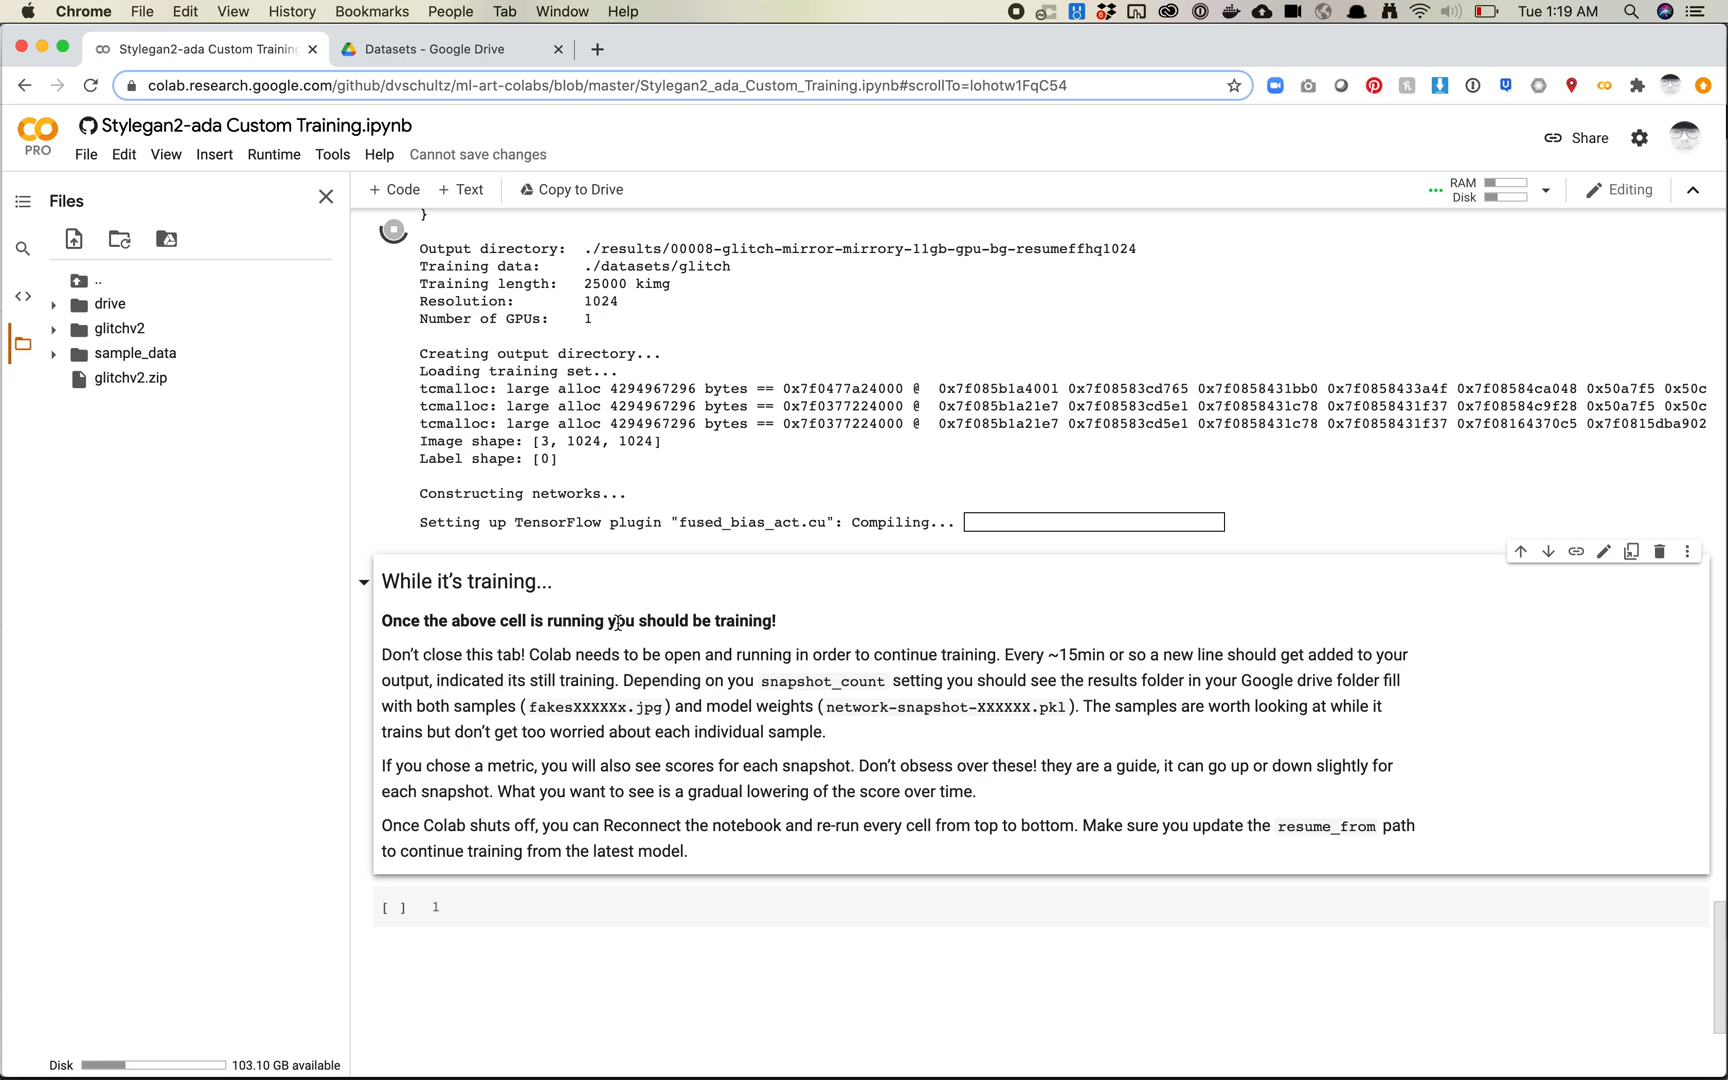 Chrome File Edit View History Bookmarks People Tab Window Help Tue 1:19 AM
Stylegan2-ada Custom Training Datasets - Google Drive
colab.research.google.com/github/dvschultz/ml-art-colabs/blob/master/Stylegan2_ada_Custom_Training.ipynb#scrollTo=lohotw1FqC54
PRO
Stylegan2-ada Custom Training.ipynb
Share
File Edit View Insert Runtime Tools Help Cannot save changes
Files
+ Code + Text Copy to Drive
RAM
Disk
Editing
..
drive
glitchv2
sample_data
glitchv2.zip
}
Output directory: ./results/00008-glitch-mirror-mirrory-11gb-gpu-bg-resumeffhq1024
Training data: ./datasets/glitch
Training length: 25000 kimg
Resolution: 1024
Number of GPUs: 1
Creating output directory...
Loading training set...
tcmalloc: large alloc 4294967296 bytes == 0x7f0477a24000 @ 0x7f085b1a4001 0x7f08583cd765 0x7f0858431bb0 0x7f0858433a4f 0x7f08584ca048 0x50a7f5 0x50c
tcmalloc: large alloc 4294967296 bytes == 0x7f0377224000 @ 0x7f085b1a21e7 0x7f08583cd5e1 0x7f0858431c78 0x7f0858431f37 0x7f08584c9f28 0x50a7f5 0x50c
tcmalloc: large alloc 4294967296 bytes == 0x7f0377224000 @ 0x7f085b1a21e7 0x7f08583cd5e1 0x7f0858431c78 0x7f0858431f37 0x7f08164370c5 0x7f0815dba902
Image shape: [3, 1024, 1024]
Label shape: [0]
Constructing networks...
Setting up TensorFlow plugin "fused_bias_act.cu": Compiling...
While it's training...
Once the above cell is running you should be training!
Don't close this tab! Colab needs to be open and running in order to continue training. Every ~15min or so a new line should get added to your
output, indicated its still training. Depending on you snapshot_count setting you should see the results folder in your Google drive folder fill
with both samples (fakesXXXXXx.jpg) and model weights (network-snapshot-XXXXXX.pkl). The samples are worth looking at while it
trains but don't get too worried about each individual sample.
If you chose a metric, you will also see scores for each snapshot. Don't obsess over these! they are a guide, it can go up or down slightly for
each snapshot. What you want to see is a gradual lowering of the score over time.
Once Colab shuts off, you can Reconnect the notebook and re-run every cell from top to bottom. Make sure you update the resume_from path
to continue training from the latest model.
[ ] 1
Disk 103.10 GB available